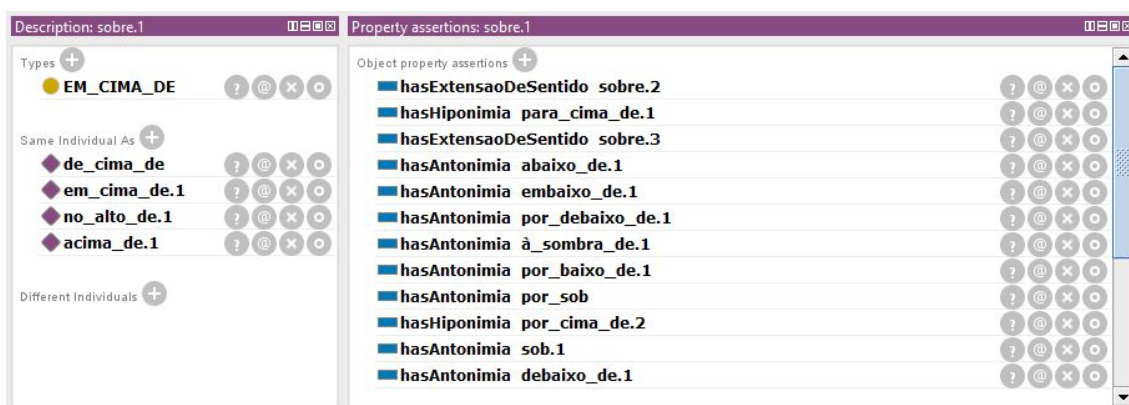 Description: sobre.1
Types
EM_CIMA_DE
Same Individual As
de_cima_de
em_cima_de.1
no_alto_de.1
acima_de.1
Different Individuals
Property assertions: sobre.1
Object property assertions
hasExtensaoDeSentido sobre.2
hasHiponimia para_cima_de.1
hasExtensaoDeSentido sobre.3
hasAntonimia abaixo_de.1
hasAntonimia embaixo_de.1
hasAntonimia por_debaixo_de.1
hasAntonimia à_sombra_de.1
hasAntonimia por_baixo_de.1
hasAntonimia por_sob
hasHiponimia por_cima_de.2
hasAntonimia sob.1
hasAntonimia debaixo_de.1